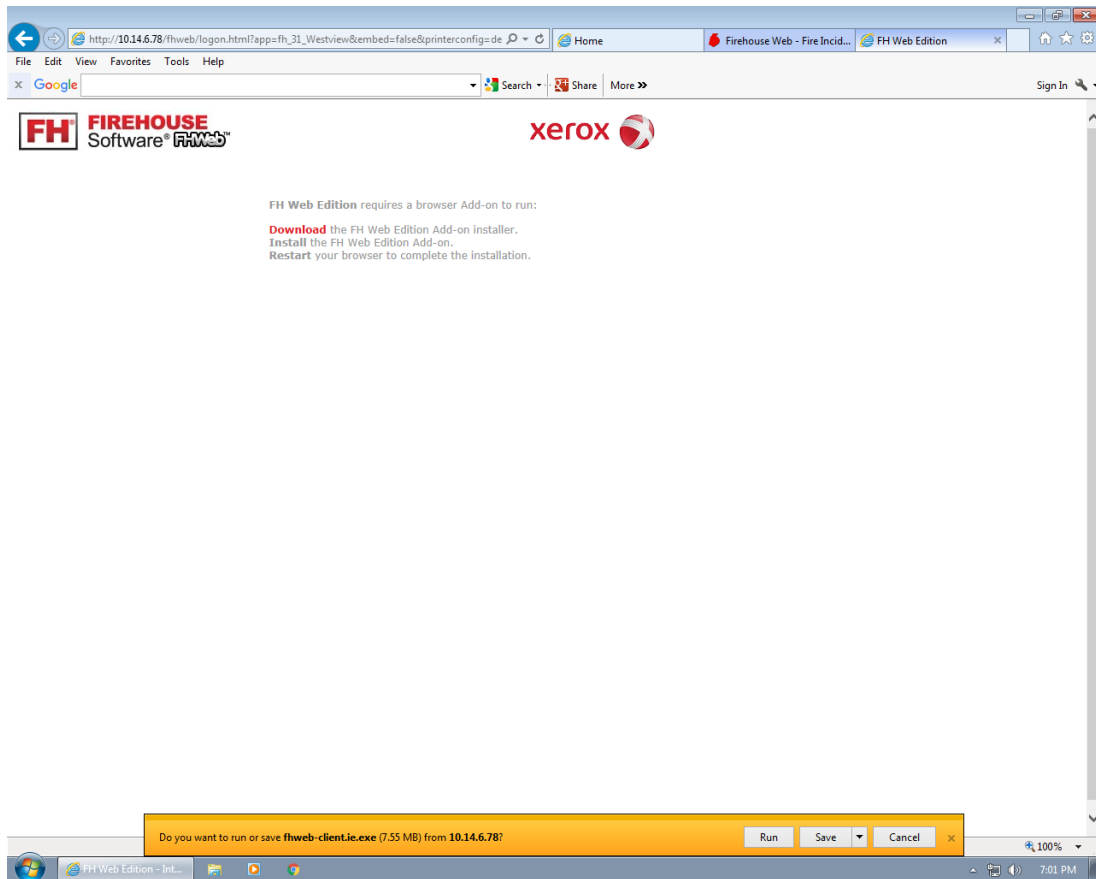 http://10.14.6.78/fhweb/logon.html?app=fh_31_Westview&embed=false&printerconfig=de
Home
Firehouse Web - Fire Incid...
FH Web Edition
File Edit View Favorites Tools Help
x Google
Search
Share
More »
Sign In
FH FIREHOUSE
Software® FHWeb™
xerox
FH Web Edition requires a browser Add-on to run:
Download the FH Web Edition Add-on installer.
Install the FH Web Edition Add-on.
Restart your browser to complete the installation.
Do you want to run or save fhweb-client.ie.exe (7.55 MB) from 10.14.6.78?
Run
Save
Cancel
100%
FH Web Edition - Int...
7:01 PM